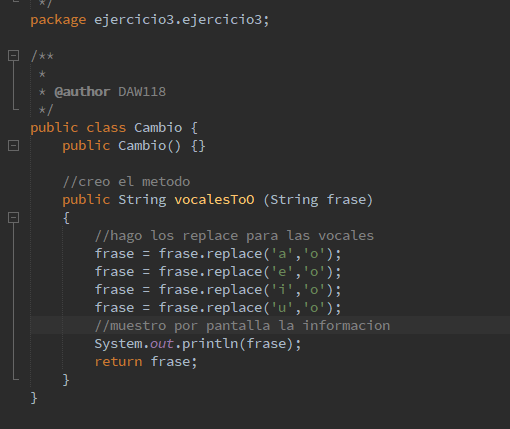 */
package ejercicio3.ejercicio3;
/**
*
* @author DAW118
*/
public class Cambio {
public Cambio() {}
//creo el metodo
public String vocalesToO (String frase)
{
//hago los replace para las vocales
frase = frase.replace('a','o');
frase = frase.replace('e','o');
frase = frase.replace('i','o');
frase = frase.replace('u','o');
//muestro por pantalla la informacion
System.out.println(frase);
return frase;
}
}